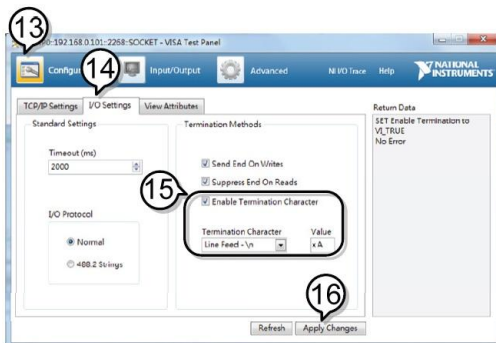 13
0::192.168.0.101::2268::SOCKET - VISA Test Panel
14
Input/Output
Advanced
NI I/O Trace
Help
NATIONAL
INSTRUMENTS
TCP/IP Settings
I/O Settings
View Attributes
Return Data
Standard Settings
Termination Methods
SET Enable Termination to
VI_TRUE
No Error
Timeout (ms)
2000
Send End On Writes
Suppress End On Reads
15
Enable Termination Character
I/O Protocol
Termination Character
Value
Line Feed - \n
xA
Normal
488.2 Strings
16
Refresh
Apply Changes